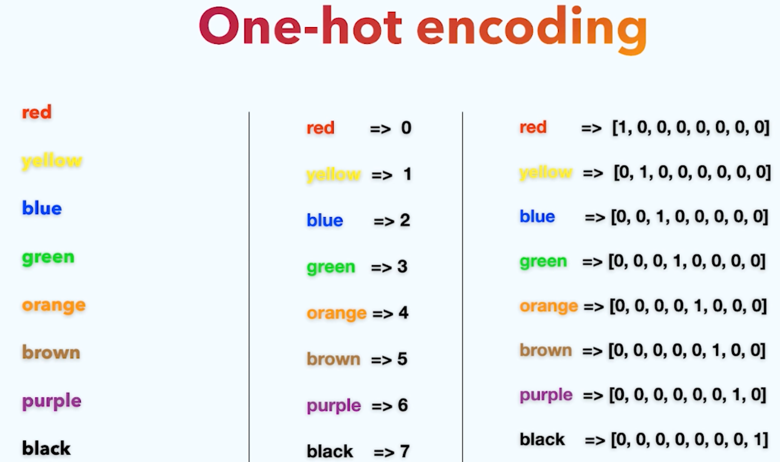 One-hot encoding
red
yellow
blue
green
orange
brown
purple
black
red => 0
yellow => 1
blue => 2
green => 3
orange => 4
brown => 5
purple => 6
black => 7
red => [1, 0, 0, 0, 0, 0, 0, 0]
yellow => [0, 1, 0, 0, 0, 0, 0, 0]
blue => [0, 0, 1, 0, 0, 0, 0, 0]
green => [0, 0, 0, 1, 0, 0, 0, 0]
orange => [0, 0, 0, 0, 1, 0, 0, 0]
brown => [0, 0, 0, 0, 0, 1, 0, 0]
purple => [0, 0, 0, 0, 0, 0, 1, 0]
black => [0, 0, 0, 0, 0, 0, 0, 1]